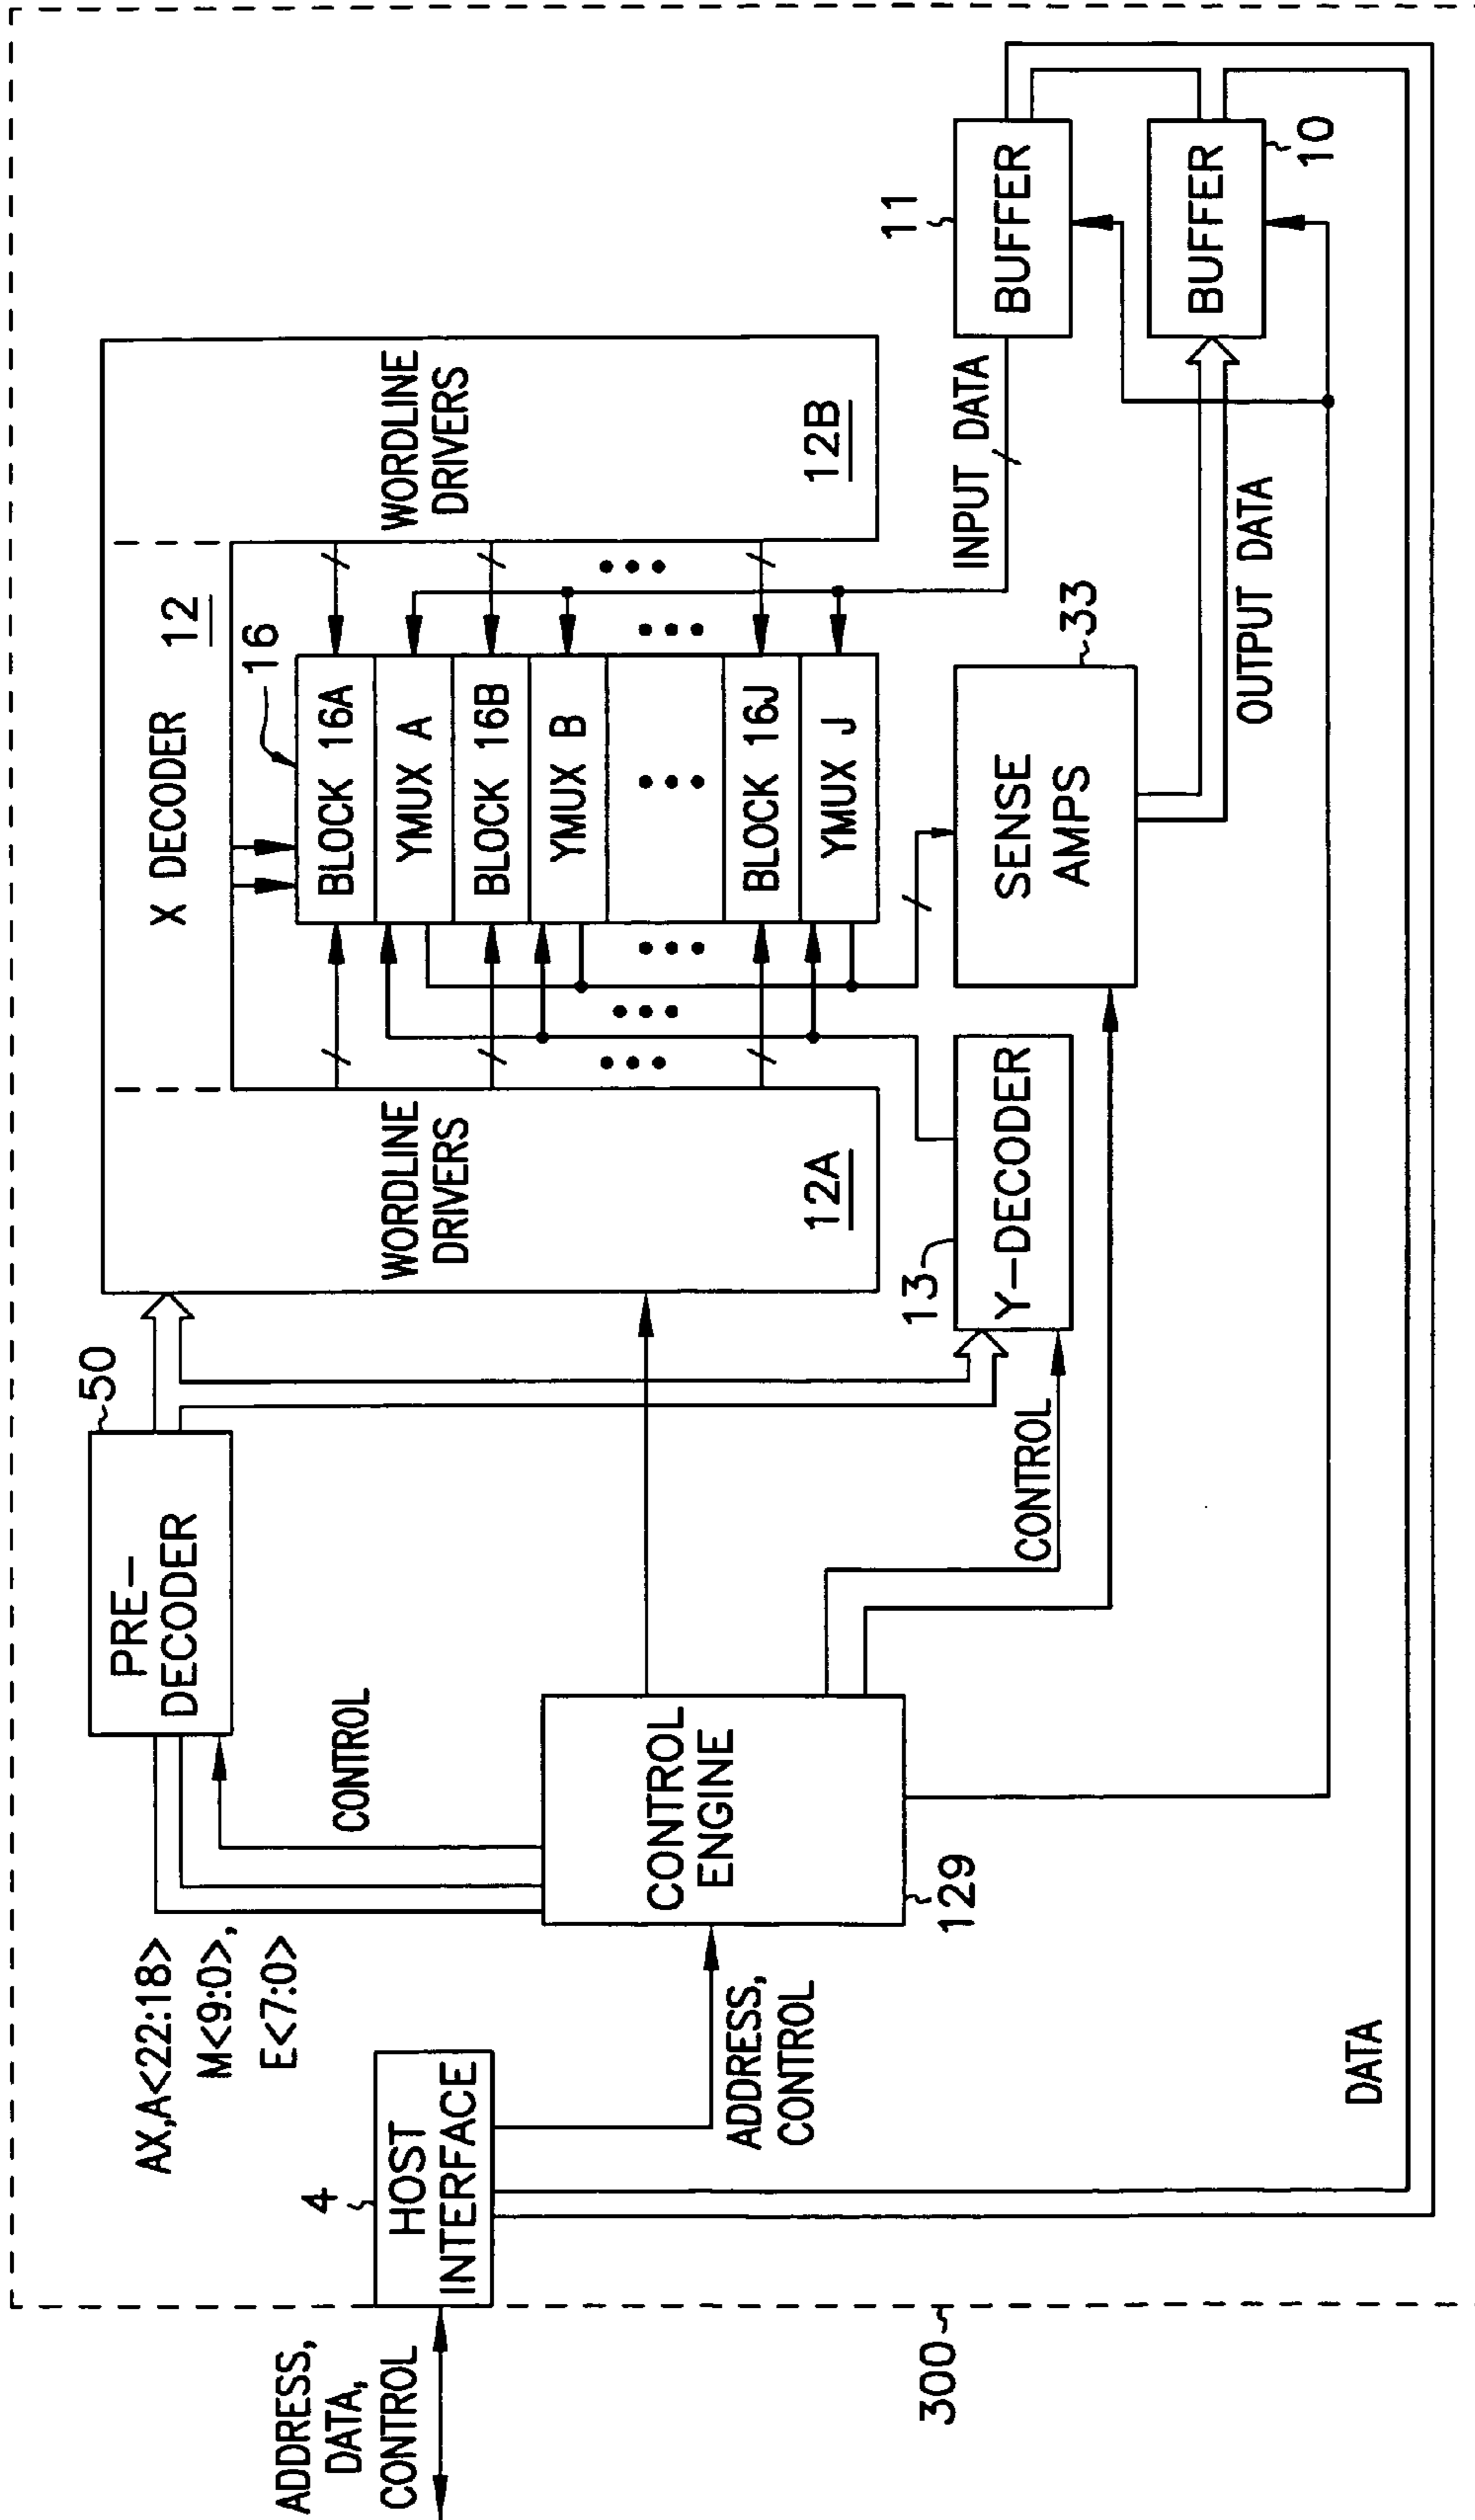 ADDRESS,
DATA,
CONTROL
300
4
HOST
INTERFACE
AX,A<22:18>
M<9:0>,
E<7:0>
ADDRESS,
CONTROL
DATA
PRE-
DECODER
50
CONTROL
CONTROL
ENGINE
129
CONTROL
X DECODER
12
16
WORDLINE
DRIVERS
12A
BLOCK 16A
YMUX A
BLOCK 16B
YMUX B
BLOCK 16J
YMUX J
WORDLINE
DRIVERS
12B
13
Y-DECODER
SENSE
AMPS
33
INPUT DATA
OUTPUT DATA
11
BUFFER
BUFFER
10